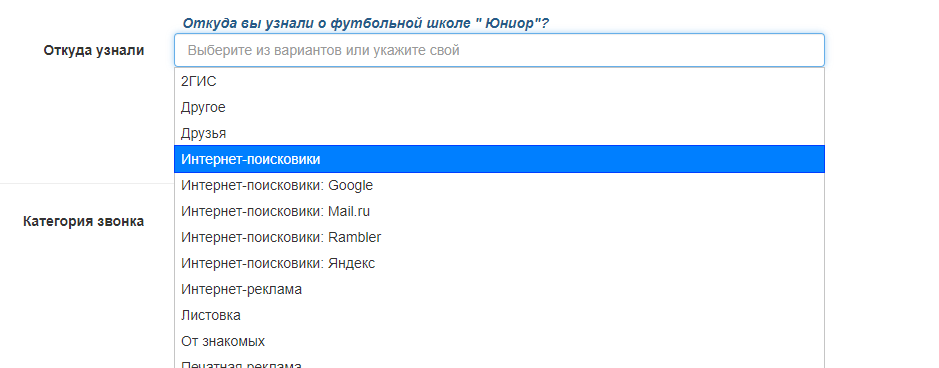 Откуда вы узнали о футбольной школе " Юниор"?
Откуда узнали
Выберите из вариантов или укажите свой
2ГИС
Другое
Друзья
Интернет-поисковики
Интернет-поисковики: Google
Интернет-поисковики: Mail.ru
Категория звонка
Интернет-поисковики: Rambler
Интернет-поисковики: Яндекс
Интернет-реклама
Листовка
От знакомых
Печатная реклама